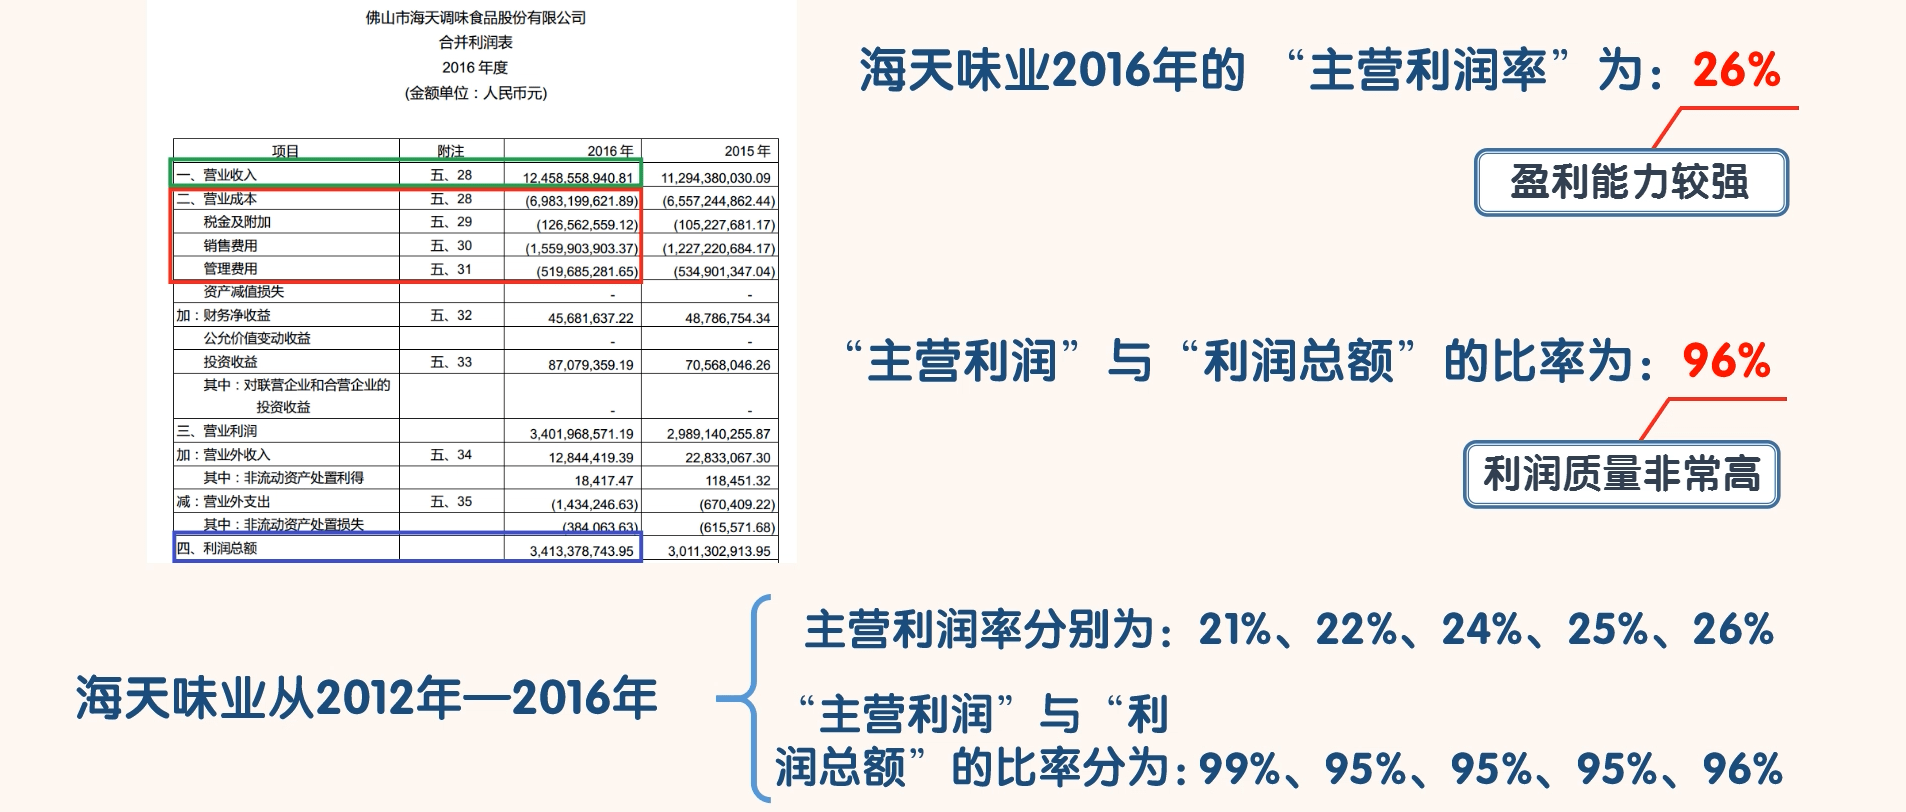 佛山市海天调味食品股份有限公司
合并利润表
2016 年度
(金额单位：人民币元)
项目 附注 2016 年 2015 年
一、营业收入 五、28 12,458,558,940.81 11,294,380,030.09
二、营业成本 五、28 (6,983,199,621.89) (6,557,244,862.44)
税金及附加 五、29 (126,562,559.12) (105,227,681.17)
销售费用 五、30 (1,559,903,903.37) (1,227,220,684.17)
管理费用 五、31 (519,685,281.65) (534,901,347.04)
资产减值损失 - -
加：财务净收益 五、32 45,681,637.22 48,786,754.34
公允价值变动收益 - -
投资收益 五、33 87,079,359.19 70,568,046.26
其中：对联营企业和合营企业的
投资收益 - -
三、营业利润 3,401,968,571.19 2,989,140,255.87
加：营业外收入 五、34 12,844,419.39 22,833,067.30
其中：非流动资产处置利得 18,417.47 118,451.32
减：营业外支出 五、35 (1,434,246.63) (670,409.22)
其中：非流动资产处置损失 (384,063.63) (615,571.68)
四、利润总额 3,413,378,743.95 3,011,302,913.95
海天味业2016年的 “主营利润率” 为：26%
盈利能力较强
“主营利润” 与 “利润总额” 的比率为：96%
利润质量非常高
海天味业从2012年—2016年
主营利润率分别为：21%、22%、24%、25%、26%
“主营利润” 与 “利
润总额” 的比率分为：99%、95%、95%、95%、96%